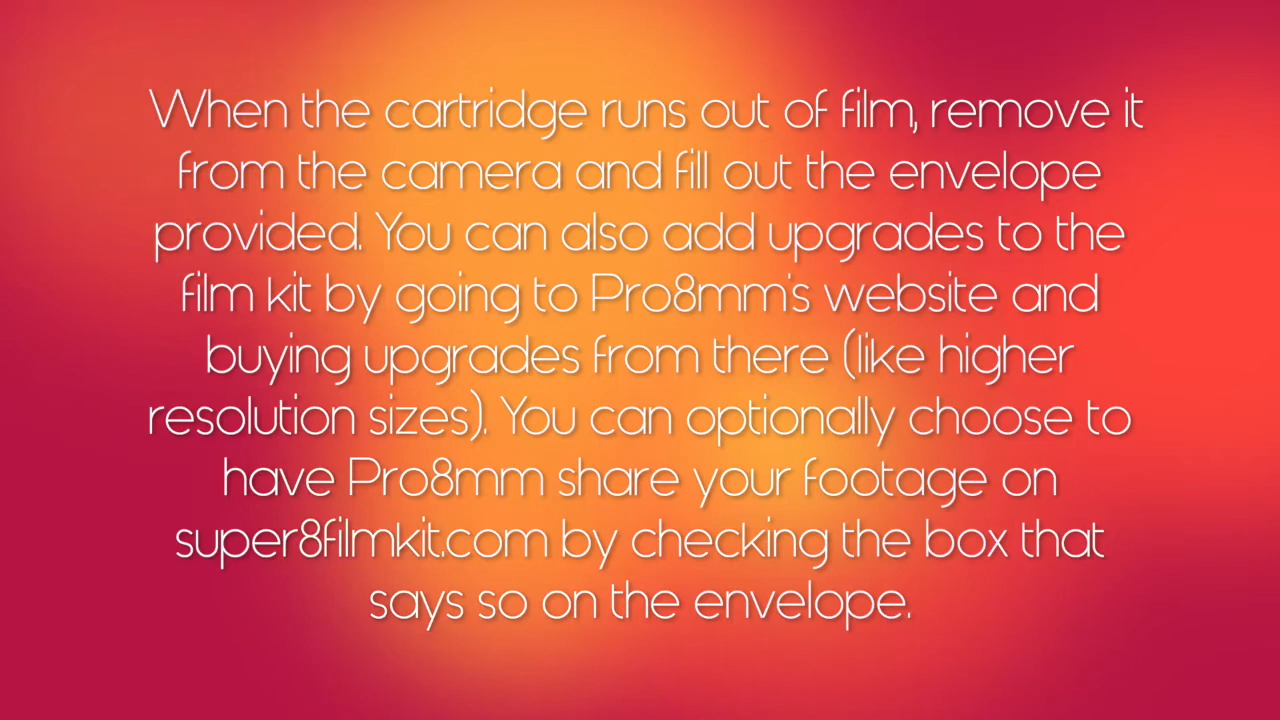 When the cartridge runs out of film, remove it
from the camera and fill out the envelope
provided. You can also add upgrades to the
film kit by going to Pro8mm's website and
buying upgrades from there (like higher
resolution sizes). You can optionally choose to
have Pro8mm share your footage on
super8filmkit.com by checking the box that
says so on the envelope.